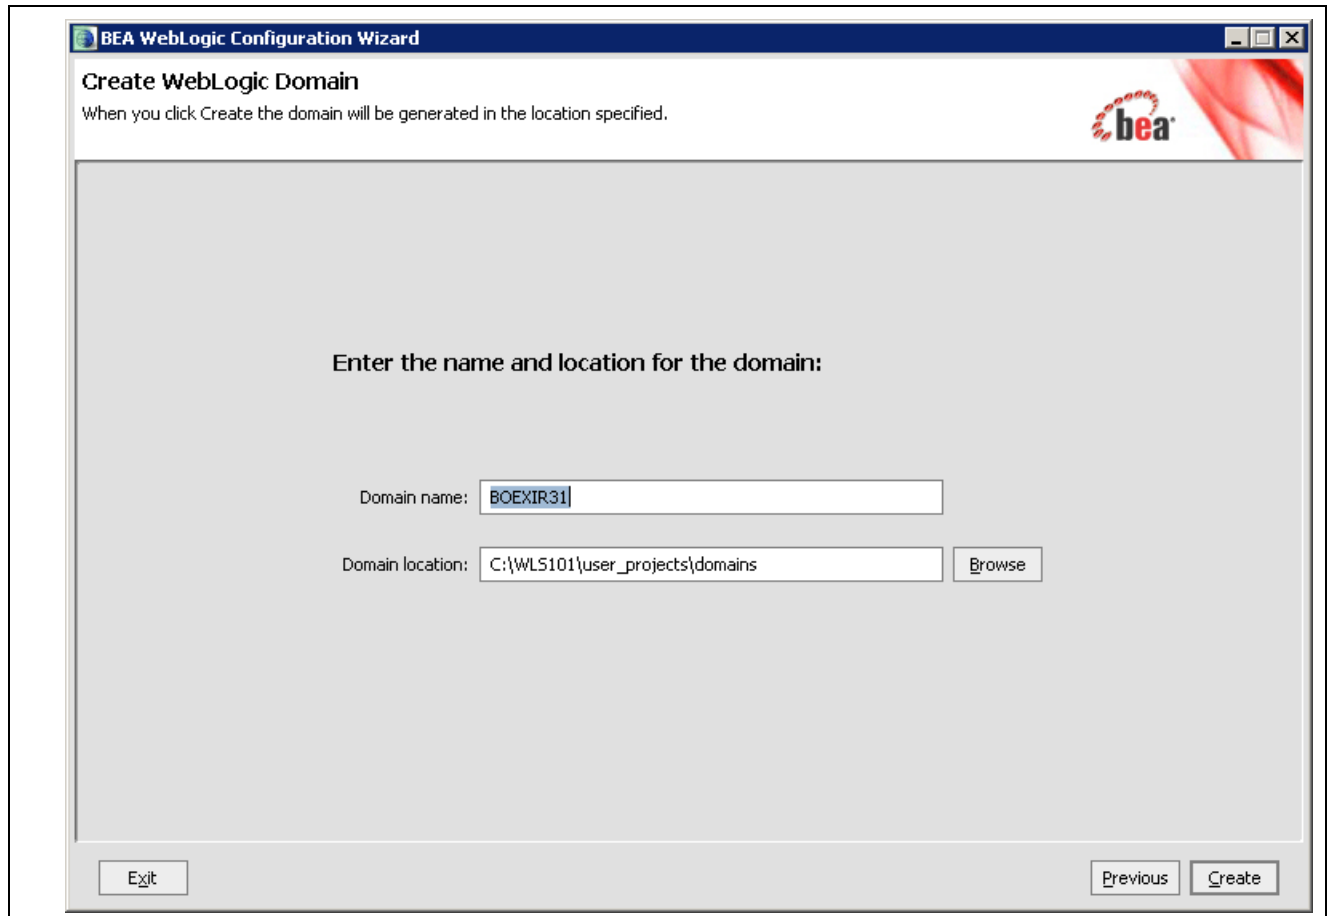 BEA WebLogic Configuration Wizard
Create WebLogic Domain
When you click Create the domain will be generated in the location specified.
bea
Enter the name and location for the domain:
Domain name: BOEXIR31
Domain location: C:\WLS101\user_projects\domains Browse
Exit Previous Create